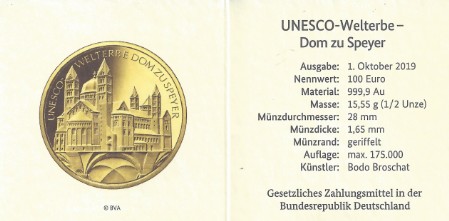 UNESCO-WELTERBE DOM ZU SPEYER
© BVA
UNESCO-Welterbe –
Dom zu Speyer
Ausgabe: 1. Oktober 2019
Nennwert: 100 Euro
Material: 999,9 Au
Masse: 15,55 g (1/2 Unze)
Münzdurchmesser: 28 mm
Münzdicke: 1,65 mm
Münzrand: geriffelt
Auflage: max. 175.000
Künstler: Bodo Broschat
Gesetzliches Zahlungsmittel in der
Bundesrepublik Deutschland